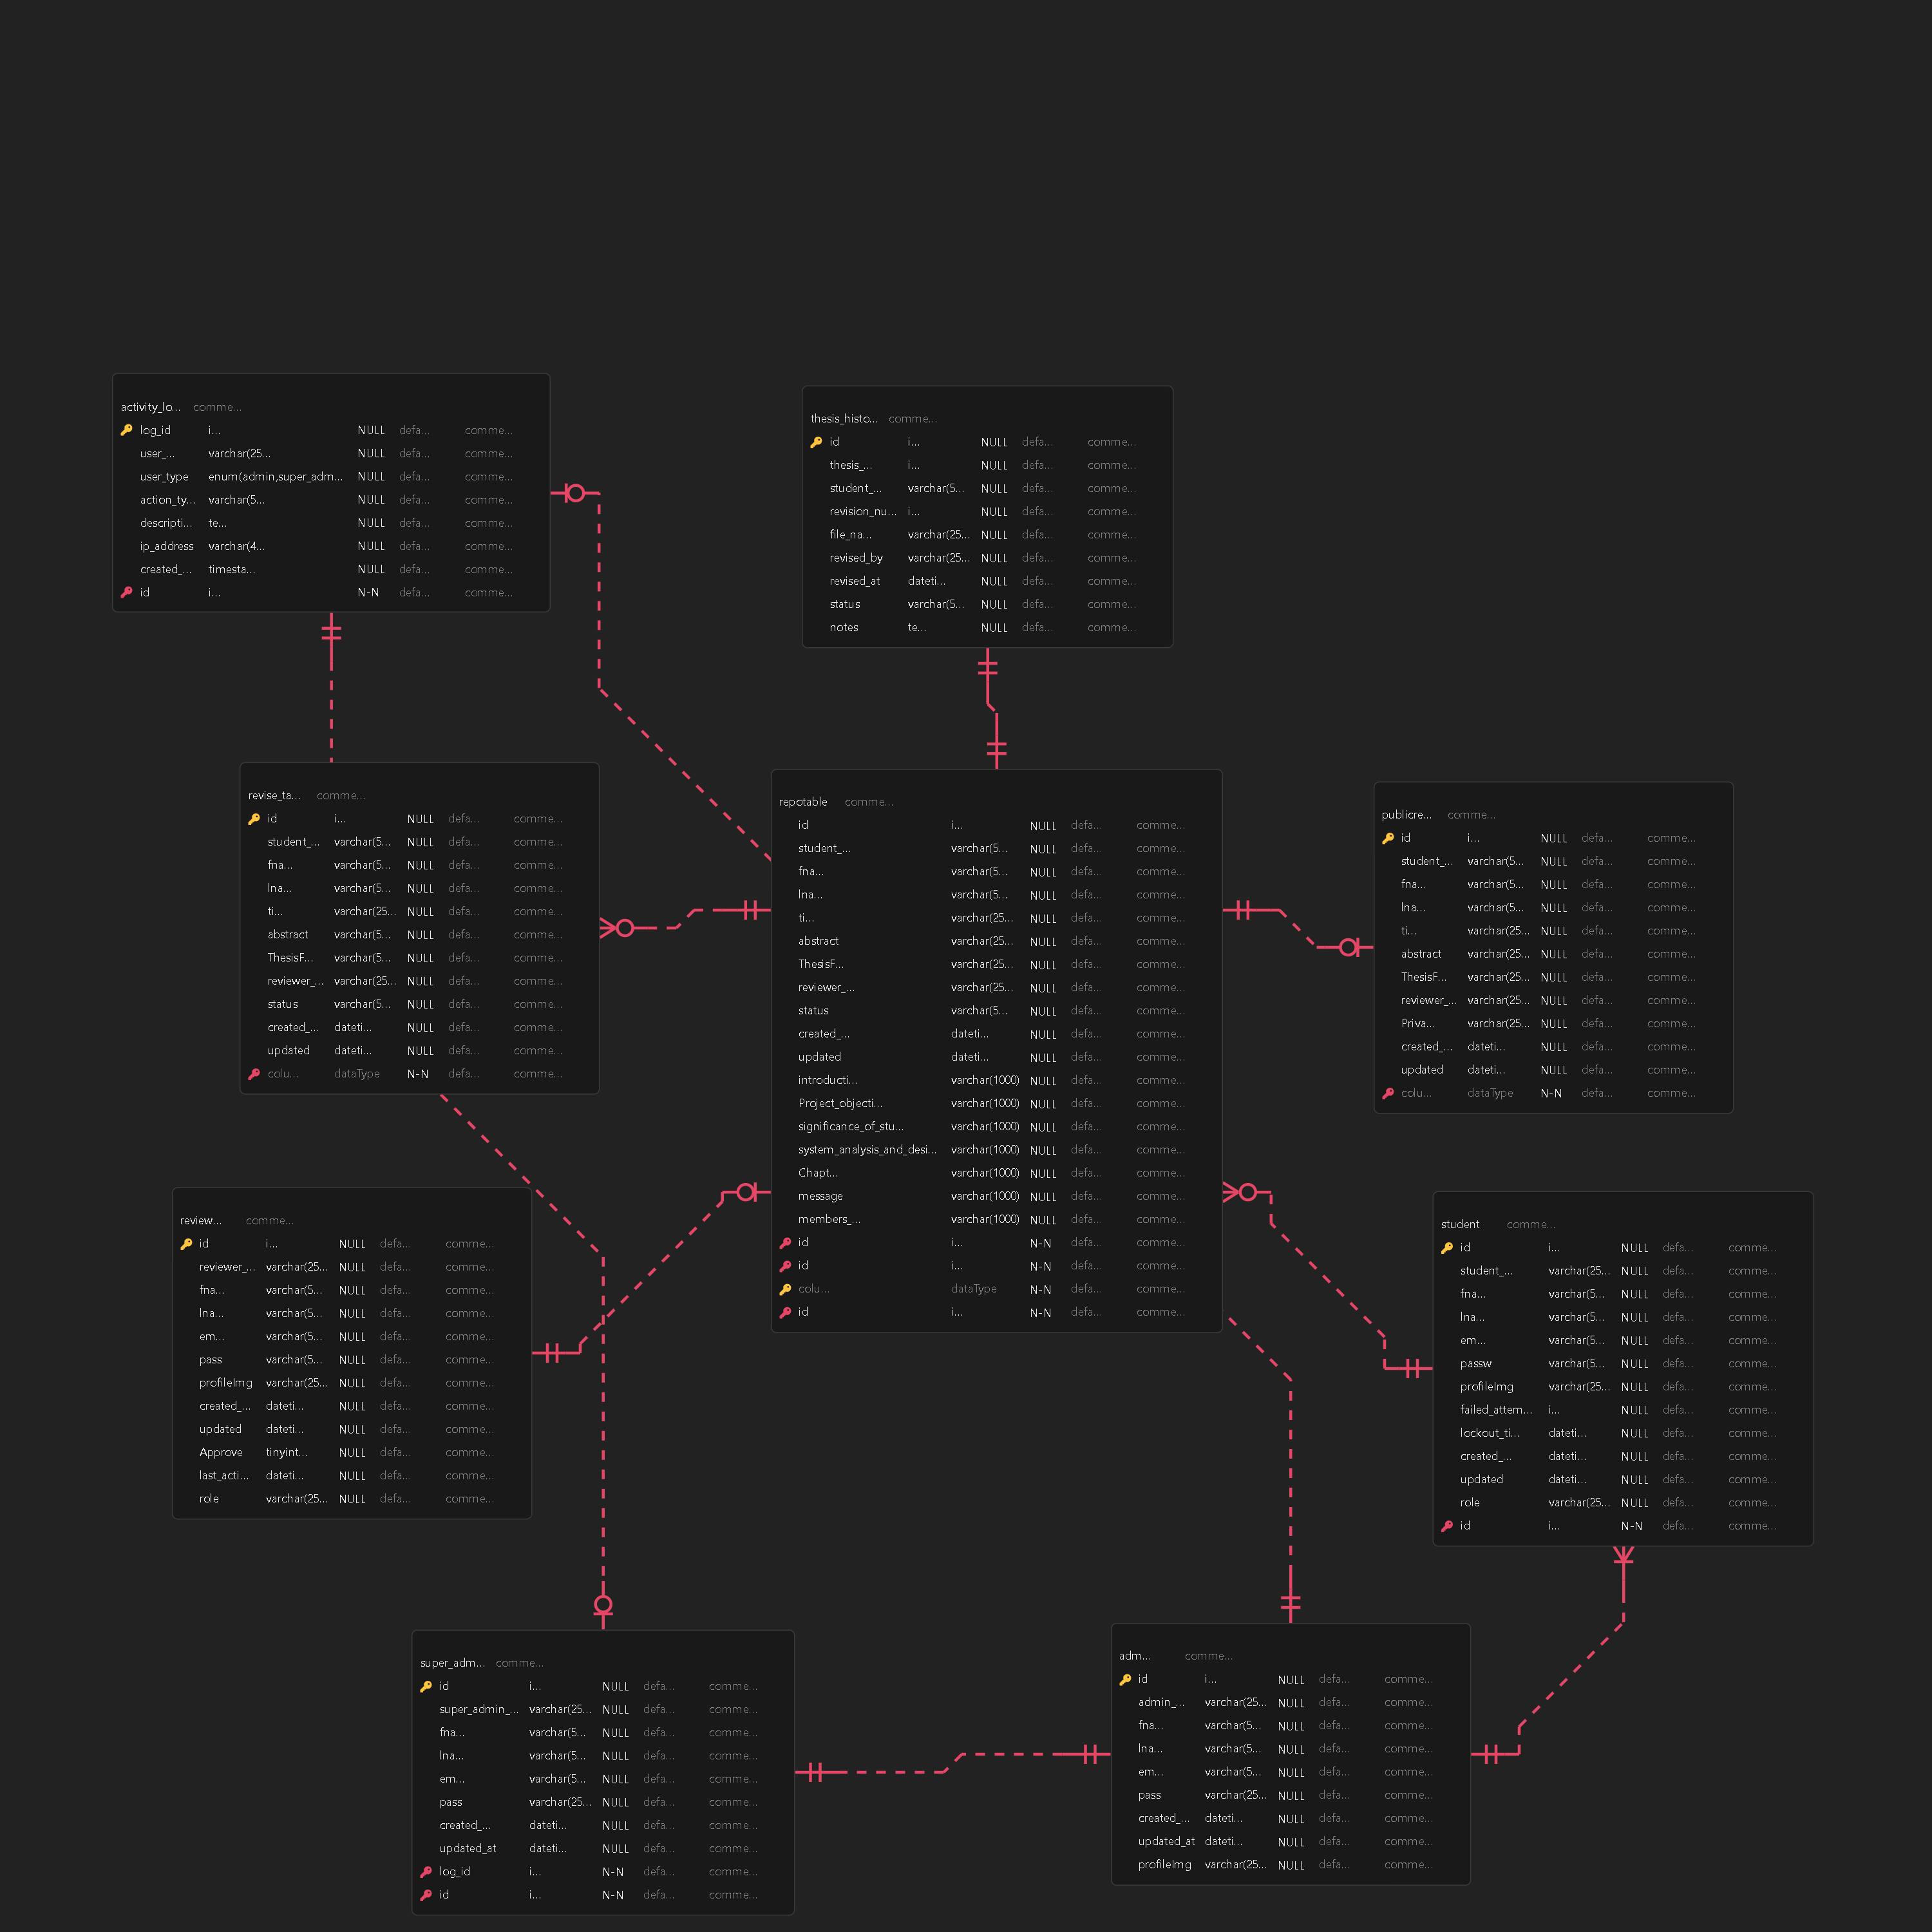 activity_lo... comme...
log_id i... NULL defa... comme...
user_... varchar(25... NULL defa... comme...
user_type enum(admin,super_adm... NULL defa... comme...
action_ty... varchar(5... NULL defa... comme...
descripti... te... NULL defa... comme...
ip_address varchar(4... NULL defa... comme...
created_... timesta... NULL defa... comme...
id i... N-N defa... comme...
thesis_histo... comme...
id i... NULL defa... comme...
thesis_... i... NULL defa... comme...
student_... varchar(5... NULL defa... comme...
revision_nu... i... NULL defa... comme...
file_na... varchar(25... NULL defa... comme...
revised_by varchar(25... NULL defa... comme...
revised_at dateti... NULL defa... comme...
status varchar(5... NULL defa... comme...
notes te... NULL defa... comme...
revise_ta... comme...
id i... NULL defa... comme...
student_... varchar(5... NULL defa... comme...
fna... varchar(5... NULL defa... comme...
lna... varchar(5... NULL defa... comme...
ti... varchar(25... NULL defa... comme...
abstract varchar(5... NULL defa... comme...
ThesisF... varchar(5... NULL defa... comme...
reviewer_... varchar(25... NULL defa... comme...
status varchar(5... NULL defa... comme...
created_... dateti... NULL defa... comme...
updated dateti... NULL defa... comme...
colu... dataType N-N defa... comme...
repotable comme...
id i... NULL defa... comme...
student_... varchar(5... NULL defa... comme...
fna... varchar(5... NULL defa... comme...
lna... varchar(5... NULL defa... comme...
ti... varchar(25... NULL defa... comme...
abstract varchar(25... NULL defa... comme...
ThesisF... varchar(25... NULL defa... comme...
reviewer_... varchar(25... NULL defa... comme...
status varchar(5... NULL defa... comme...
created_... dateti... NULL defa... comme...
updated dateti... NULL defa... comme...
introducti... varchar(1000) NULL defa... comme...
Project_objecti... varchar(1000) NULL defa... comme...
significance_of_stu... varchar(1000) NULL defa... comme...
system_analysis_and_desi... varchar(1000) NULL defa... comme...
Chapt... varchar(1000) NULL defa... comme...
message varchar(1000) NULL defa... comme...
members_... varchar(1000) NULL defa... comme...
id i... N-N defa... comme...
id i... N-N defa... comme...
colu... dataType N-N defa... comme...
id i... N-N defa... comme...
publicre... comme...
id i... NULL defa... comme...
student_... varchar(5... NULL defa... comme...
fna... varchar(5... NULL defa... comme...
lna... varchar(5... NULL defa... comme...
ti... varchar(25... NULL defa... comme...
abstract varchar(25... NULL defa... comme...
ThesisF... varchar(25... NULL defa... comme...
reviewer_... varchar(25... NULL defa... comme...
Priva... varchar(25... NULL defa... comme...
created_... dateti... NULL defa... comme...
updated dateti... NULL defa... comme...
colu... dataType N-N defa... comme...
review... comme...
id i... NULL defa... comme...
reviewer_... varchar(25... NULL defa... comme...
fna... varchar(5... NULL defa... comme...
lna... varchar(5... NULL defa... comme...
em... varchar(5... NULL defa... comme...
pass varchar(5... NULL defa... comme...
profileImg varchar(25... NULL defa... comme...
created_... dateti... NULL defa... comme...
updated dateti... NULL defa... comme...
Approve tinyint... NULL defa... comme...
last_acti... dateti... NULL defa... comme...
role varchar(25... NULL defa... comme...
student comme...
id i... NULL defa... comme...
student_... varchar(25... NULL defa... comme...
fna... varchar(5... NULL defa... comme...
lna... varchar(5... NULL defa... comme...
em... varchar(5... NULL defa... comme...
passw varchar(5... NULL defa... comme...
profileImg varchar(25... NULL defa... comme...
failed_attem... i... NULL defa... comme...
lockout_ti... dateti... NULL defa... comme...
created_... dateti... NULL defa... comme...
updated dateti... NULL defa... comme...
role varchar(25... NULL defa... comme...
id i... N-N defa... comme...
super_adm... comme...
id i... NULL defa... comme...
super_admin_... varchar(25... NULL defa... comme...
fna... varchar(5... NULL defa... comme...
lna... varchar(5... NULL defa... comme...
em... varchar(5... NULL defa... comme...
pass varchar(25... NULL defa... comme...
created_... dateti... NULL defa... comme...
updated_at dateti... NULL defa... comme...
log_id i... N-N defa... comme...
id i... N-N defa... comme...
adm... comme...
id i... NULL defa... comme...
admin_... varchar(25... NULL defa... comme...
fna... varchar(5... NULL defa... comme...
lna... varchar(5... NULL defa... comme...
em... varchar(5... NULL defa... comme...
pass varchar(25... NULL defa... comme...
created_... dateti... NULL defa... comme...
updated_at dateti... NULL defa... comme...
profileImg varchar(25... NULL defa... comme...